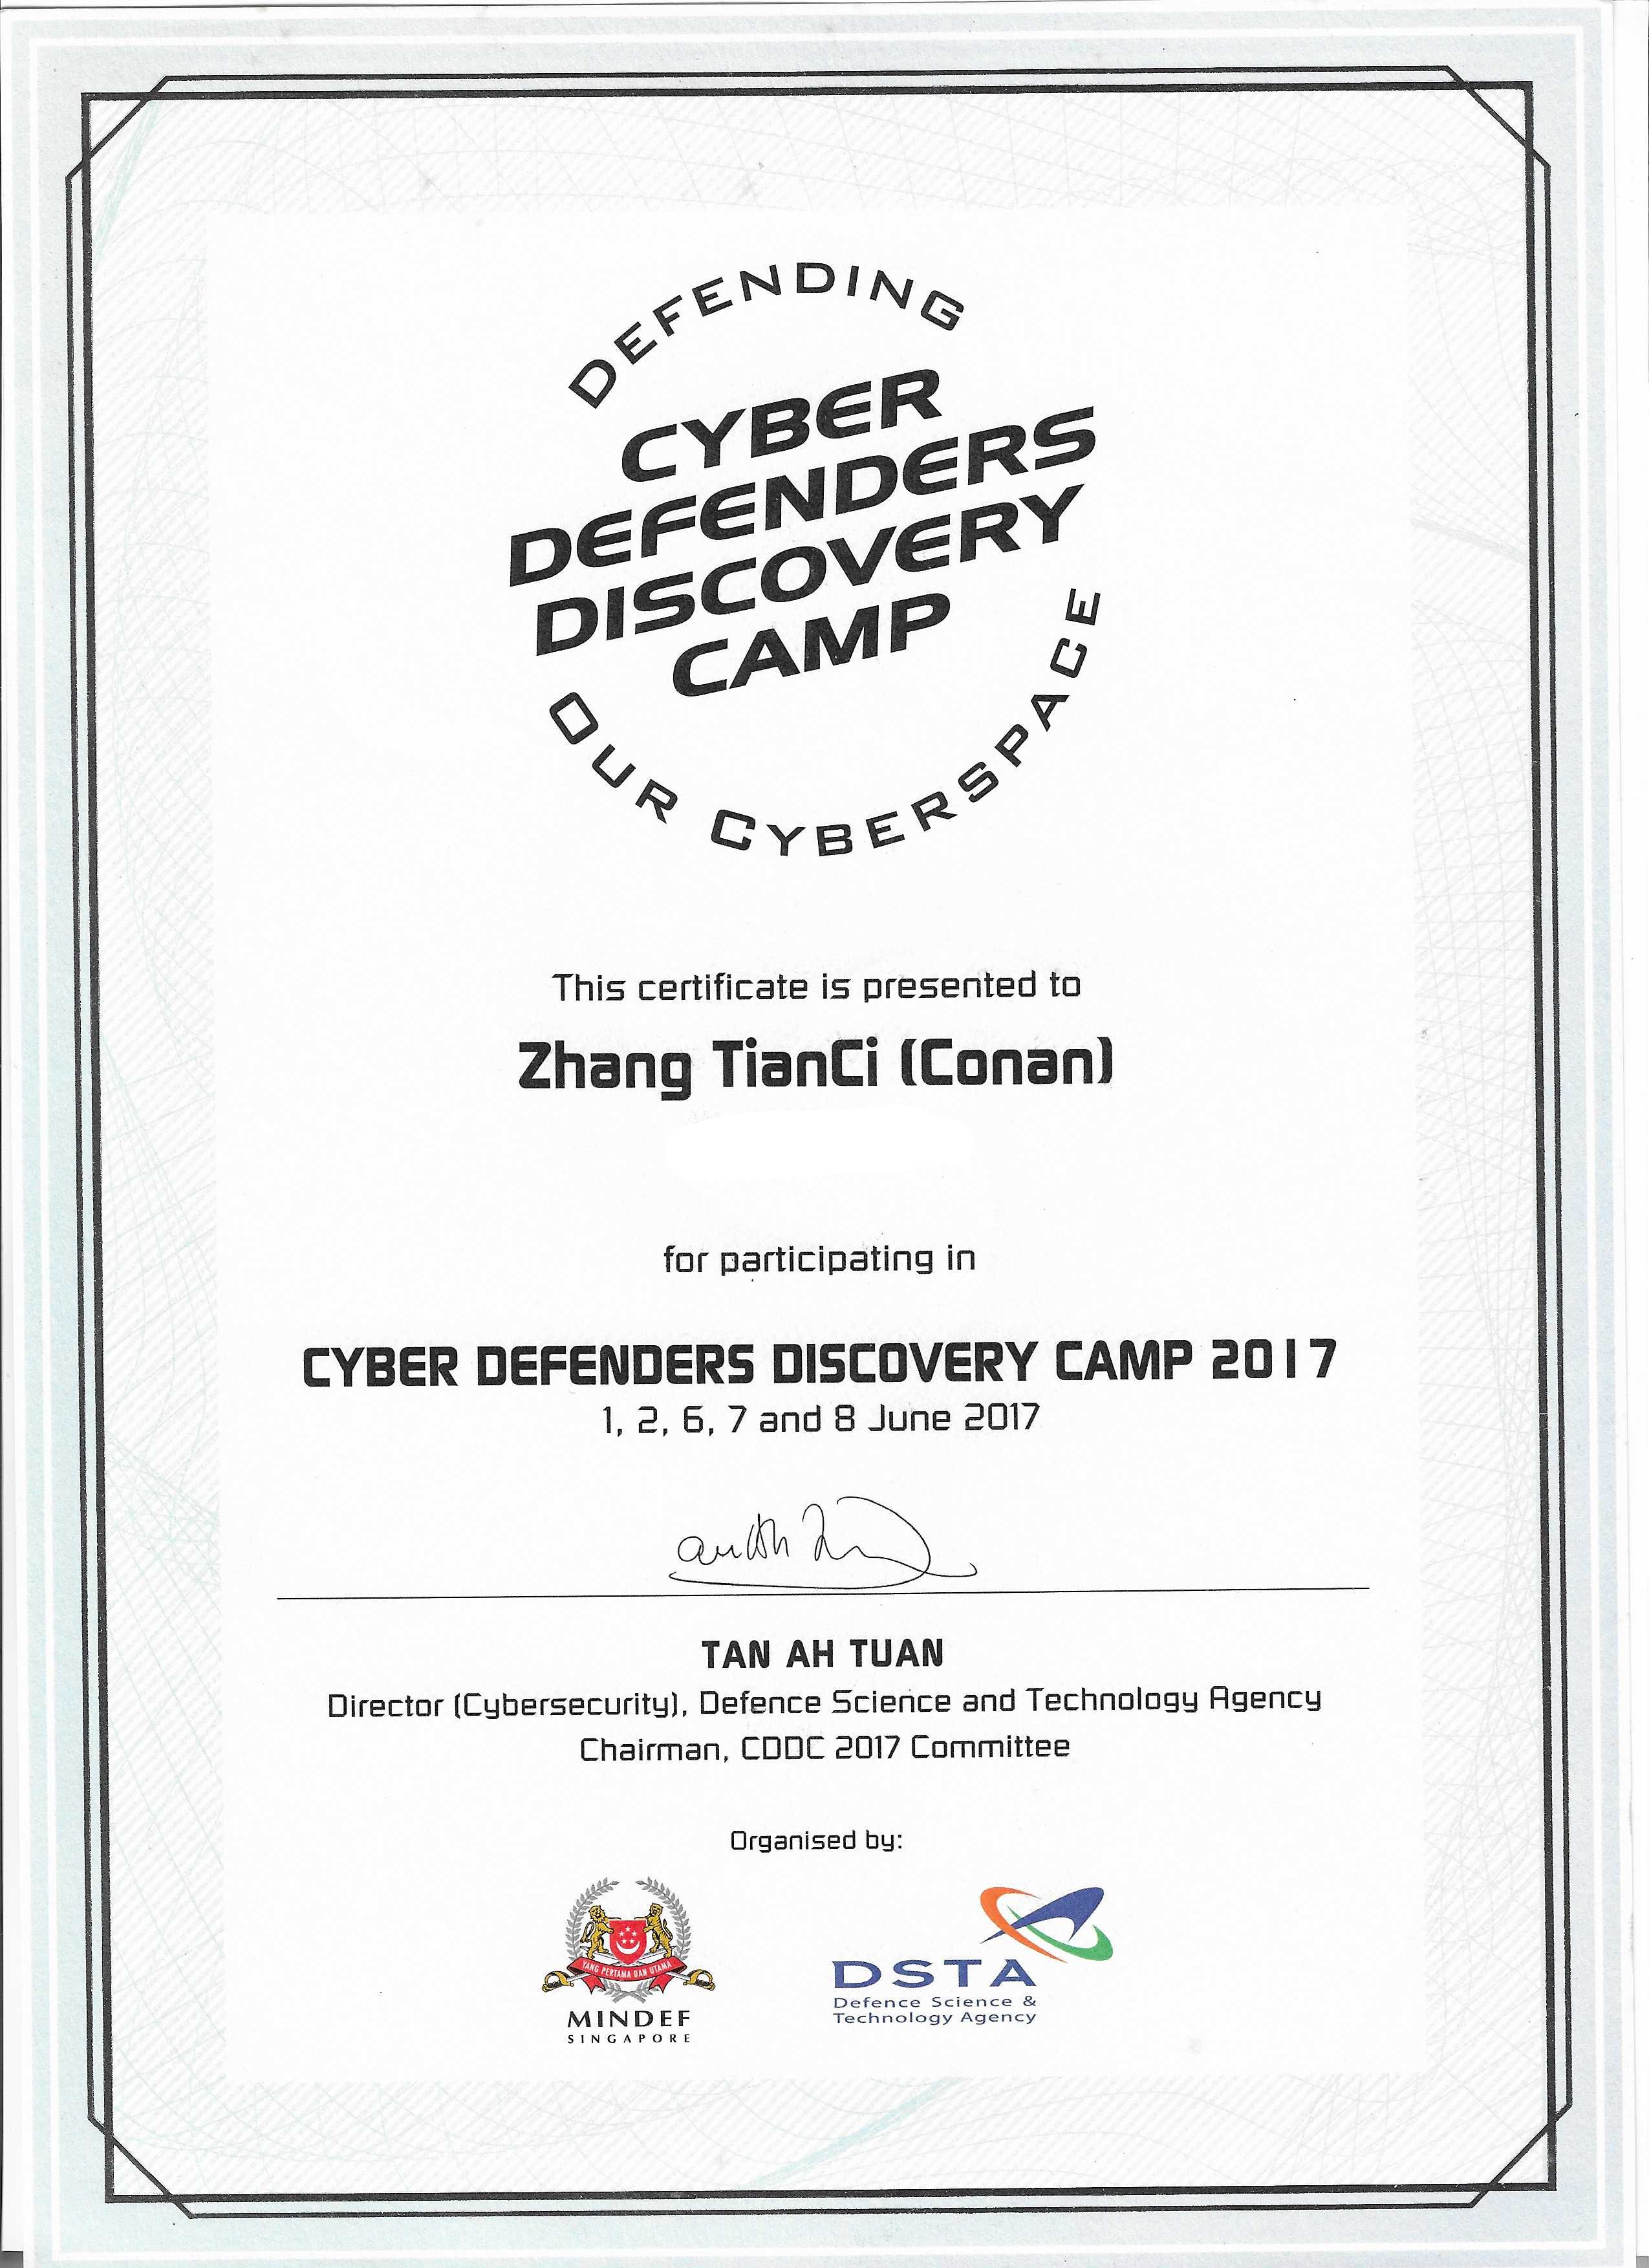 DEFENDING
CYBER
DEFENDERS
DISCOVERY
CAMP
OUR CYBERSPACE
This certificate is presented to
Zhang TianCi (Conan)
for participating in
CYBER DEFENDERS DISCOVERY CAMP 2017
1, 2, 6, 7 and 8 June 2017
TAN AH TUAN
Director (Cybersecurity), Defence Science and Technology Agency
Chairman, CDDC 2017 Committee
Organised by:
YANG PERTAMA DAN UTAMA
MINDEF
SINGAPORE
DSTA
Defence Science &
Technology Agency